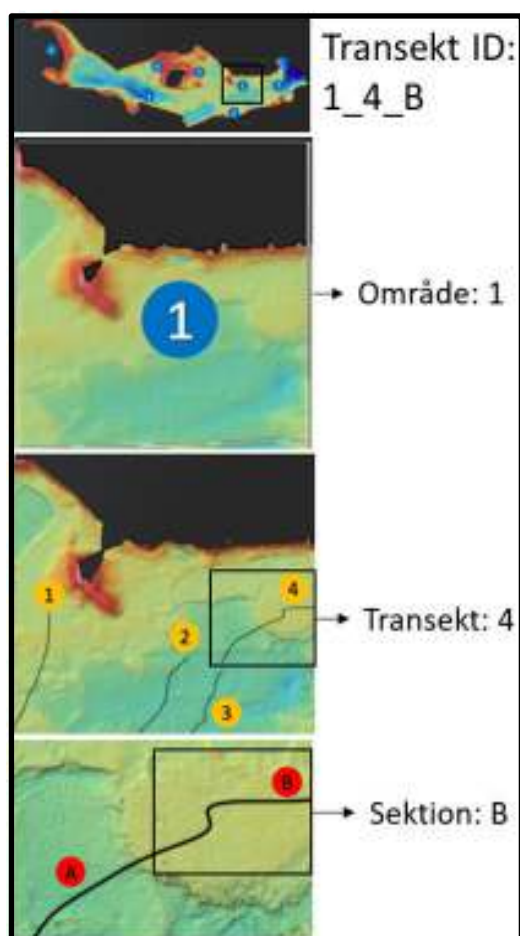 Transekt ID:
1_4_B
1
Område: 1
1
2
3
4
Transekt: 4
A
B
Sektion: B